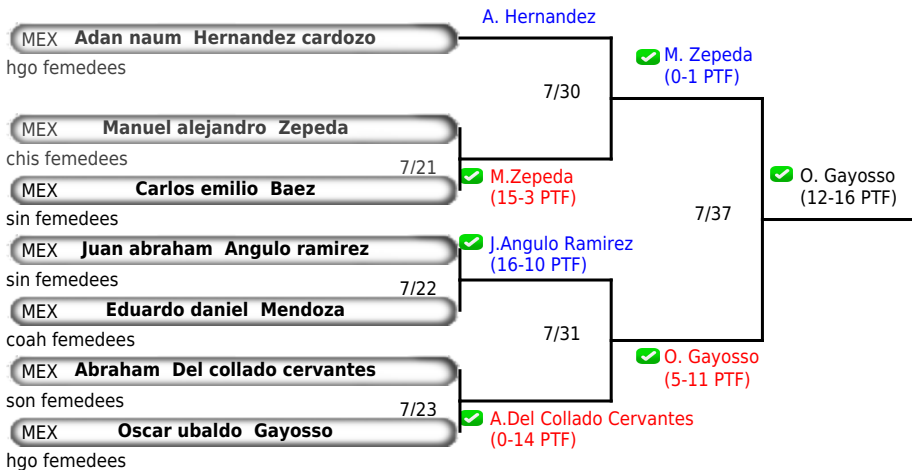 A. Hernandez
MEX Adan naum Hernandez cardozo
hgo femedees
M. Zepeda
(0-1 PTF)
7/30
MEX Manuel alejandro Zepeda
chis femedees
7/21
MEX Carlos emilio Baez
sin femedees
M.Zepeda
(15-3 PTF)
O. Gayosso
(12-16 PTF)
7/37
MEX Juan abraham Angulo ramirez
sin femedees
J.Angulo Ramirez
(16-10 PTF)
7/22
MEX Eduardo daniel Mendoza
coah femedees
7/31
O. Gayosso
(5-11 PTF)
MEX Abraham Del collado cervantes
son femedees
7/23
MEX Oscar ubaldo Gayosso
hgo femedees
A.Del Collado Cervantes
(0-14 PTF)